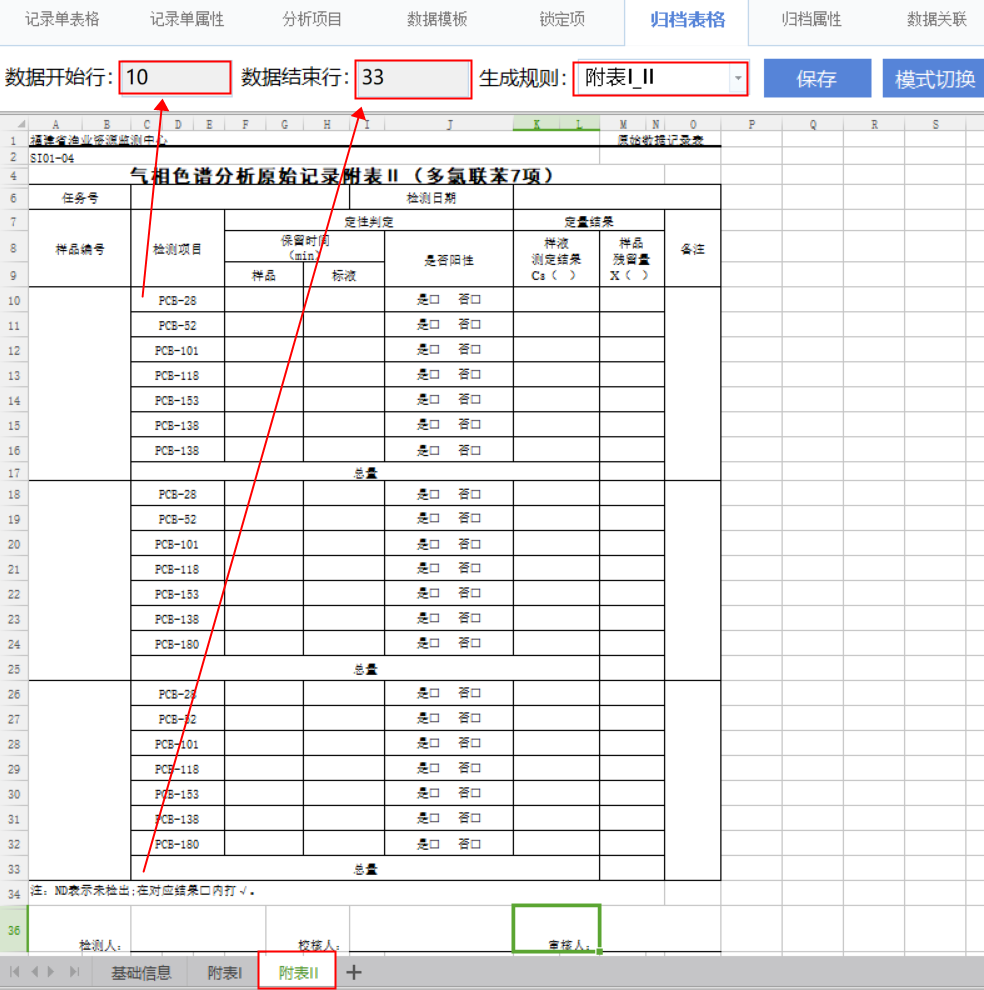 记录单表格 记录单属性 分析项目 数据模板 锁定项 归档表格 归档属性 数据关联
数据开始行: 10 数据结束行: 33 生成规则: 附表I_II 保存 模式切换
A B C D E F G H I J K L M N O P Q R S
1 福建省渔业资源监测中心 原始数据记录表
2 SI01-04
4 气相色谱分析原始记录附表Ⅱ（多氯联苯7项）
6 任务号 检测日期
7 定性判定 定量结果
8 样品编号 检测项目 保留时间（min） 是否阳性 样液测定结果 Cs（ ） 样品残留量 X（ ） 备注
9 样品 标液
10 PCB-28 是□ 否□
11 PCB-52 是□ 否□
12 PCB-101 是□ 否□
13 PCB-118 是□ 否□
14 PCB-153 是□ 否□
15 PCB-138 是□ 否□
16 PCB-138 是□ 否□
17 总量
18 PCB-28 是□ 否□
19 PCB-52 是□ 否□
20 PCB-101 是□ 否□
21 PCB-118 是□ 否□
22 PCB-153 是□ 否□
23 PCB-138 是□ 否□
24 PCB-180 是□ 否□
25 总量
26 PCB-28 是□ 否□
27 PCB-52 是□ 否□
28 PCB-101 是□ 否□
29 PCB-118 是□ 否□
30 PCB-153 是□ 否□
31 PCB-138 是□ 否□
32 PCB-180 是□ 否□
33 总量
34 注：ND表示未检出;在对应结果口内打√。
36 检测人: 校核人: 审核人:
基础信息 附表I 附表II +